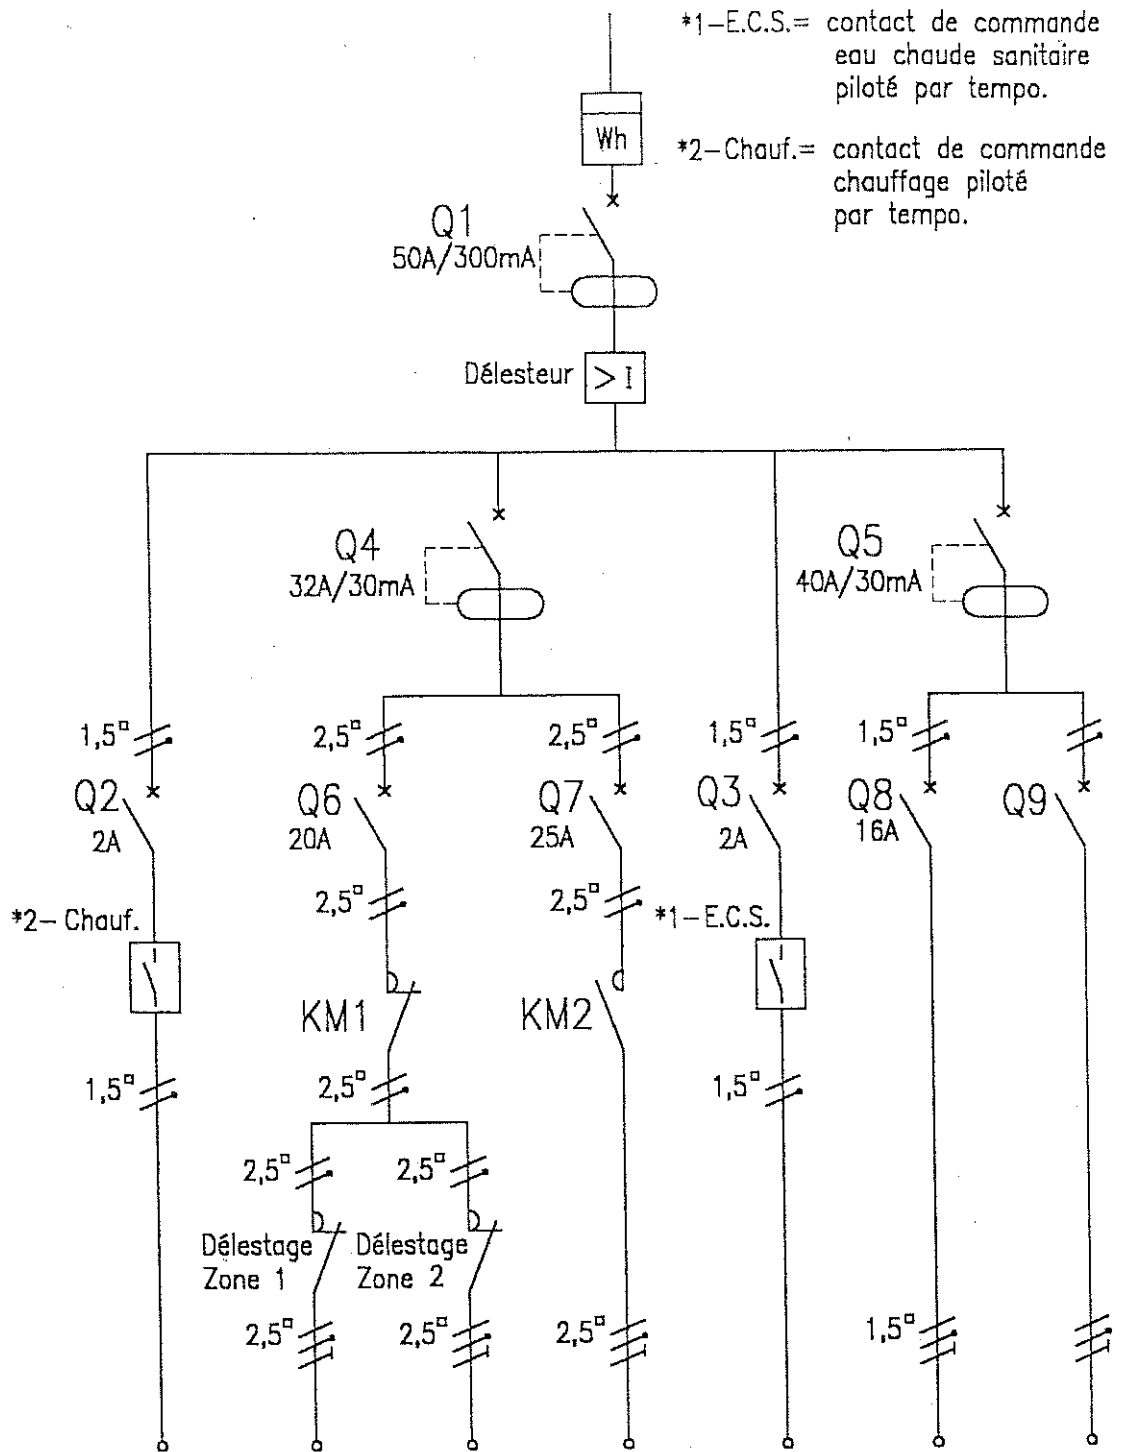 *1-E.C.S.= contact de commande
eau chaude sanitaire
piloté par tempo.
Wh
*2-Chauf.= contact de commande
chauffage piloté
par tempo.
Q1
50A/300mA
Délesteur
> I
Q4
32A/30mA
Q5
40A/30mA
1,5□
2,5□
2,5□
1,5□
1,5□
Q2
2A
Q6
20A
Q7
25A
Q3
2A
Q8
16A
Q9
2,5□
2,5□
*2- Chauf.
*1-E.C.S.
KM1
KM2
1,5□
2,5□
1,5□
2,5□
2,5□
Délestage
Zone 1
Délestage
Zone 2
2,5□
2,5□
2,5□
1,5□